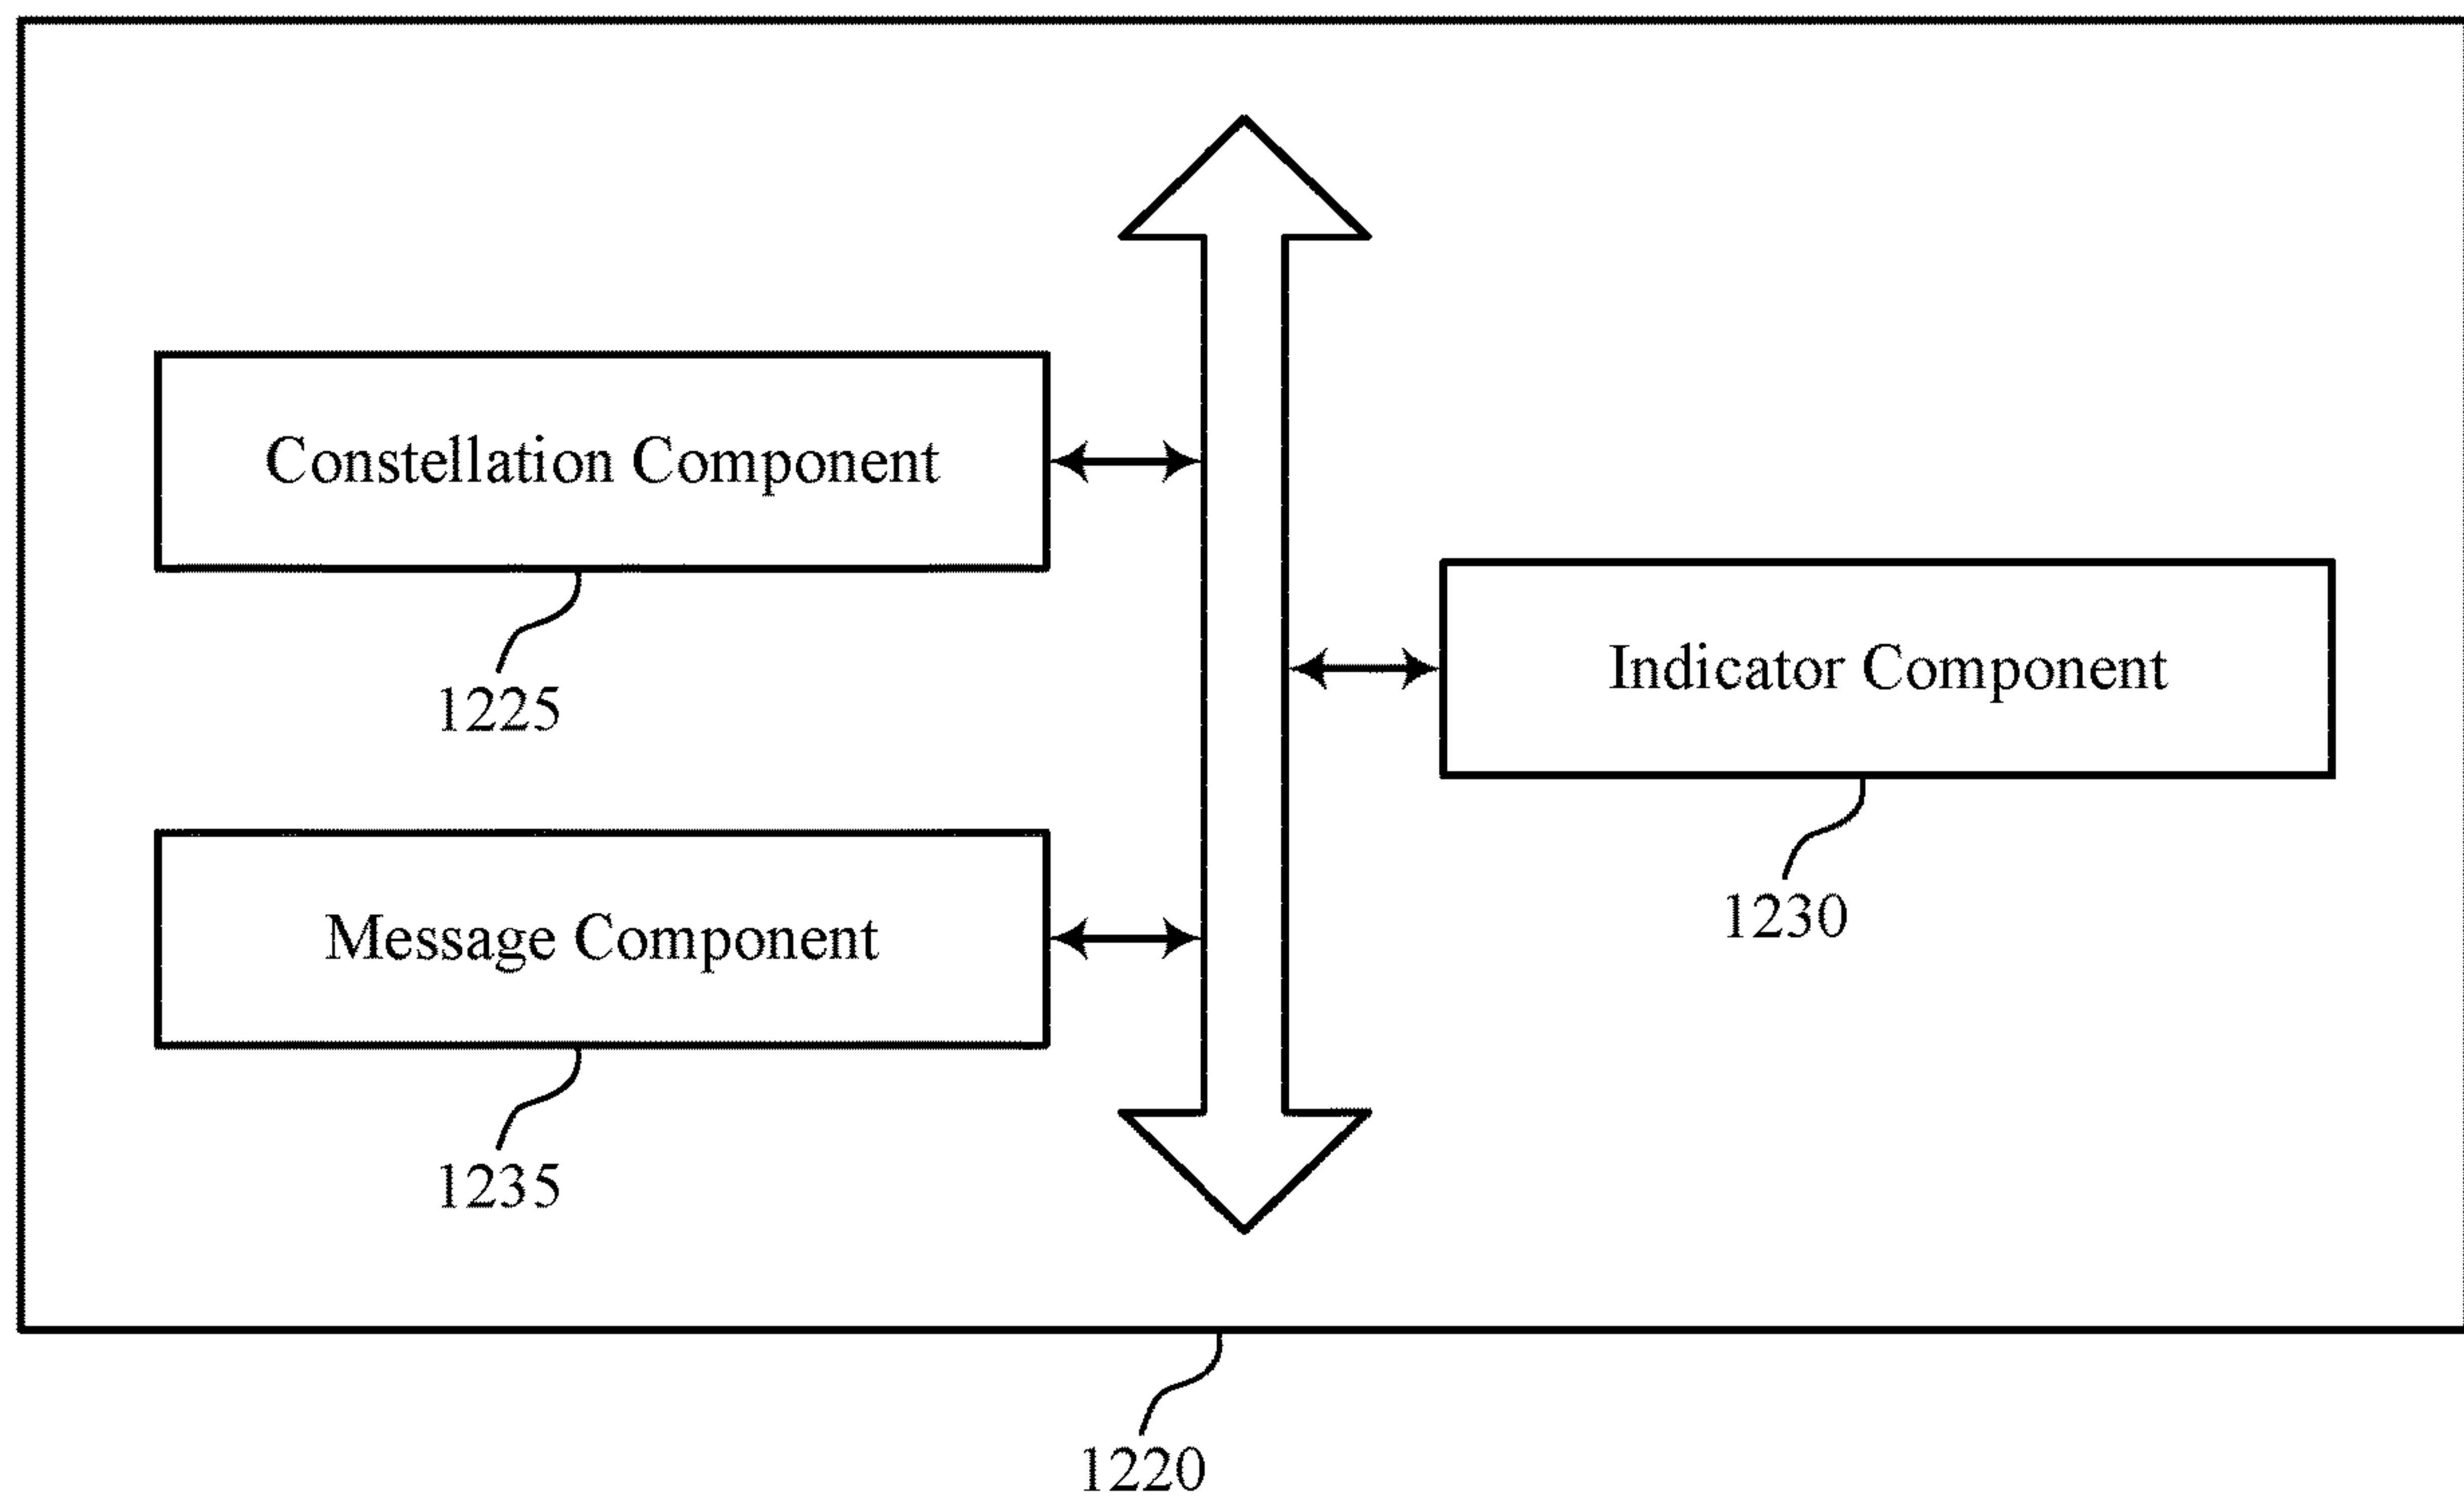 Constellation Component
1225
Indicator Component
1230
Message Component
1235
1220